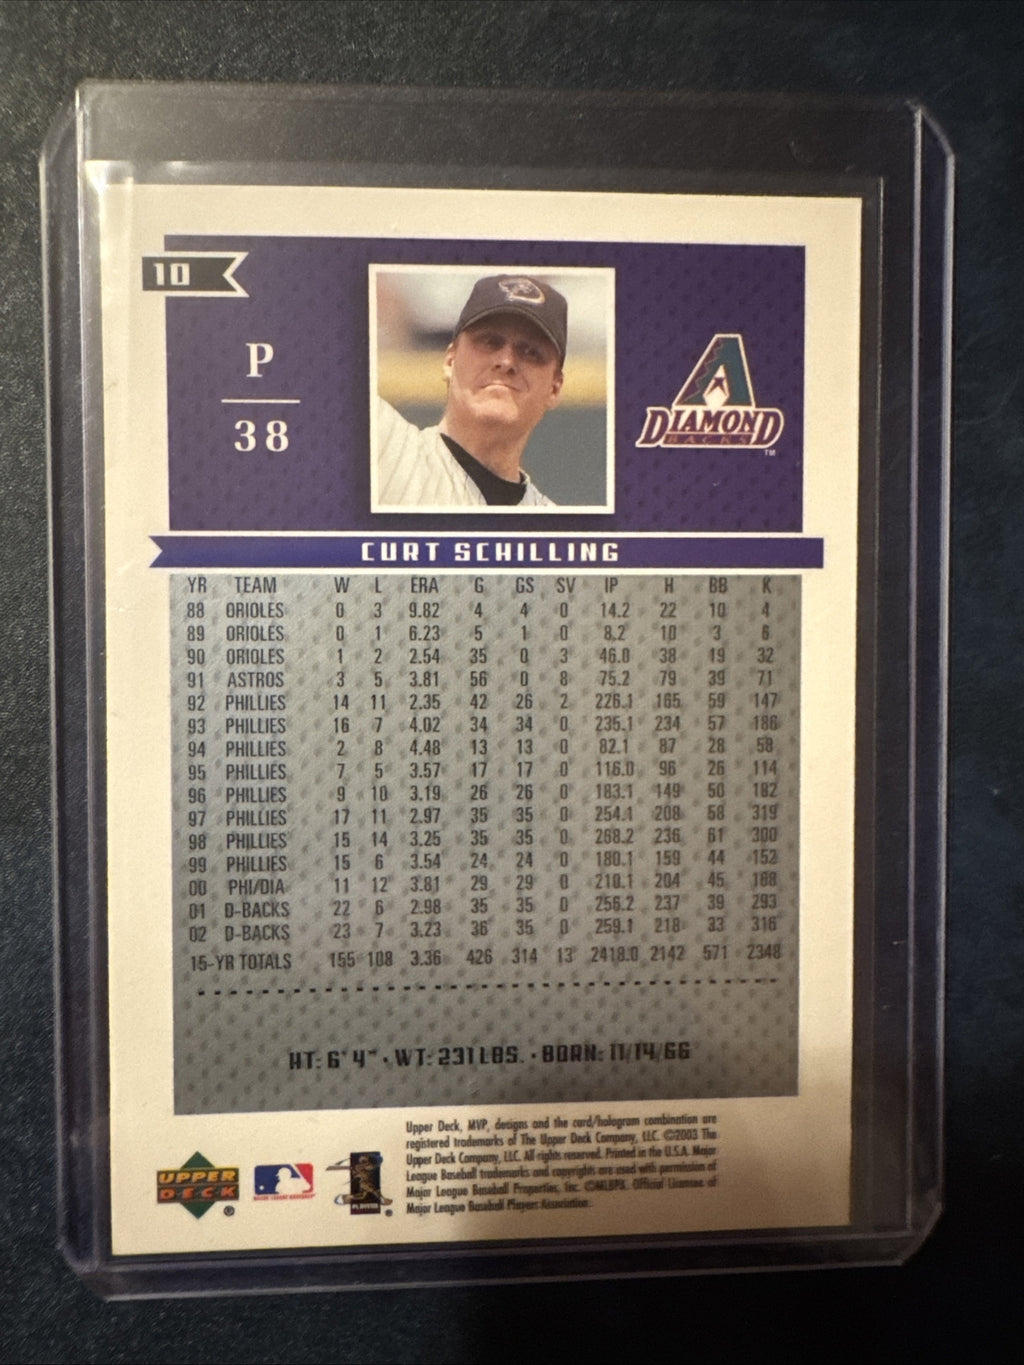 10
P
38
DIAMOND
BACKS
TM
CURT SCHILLING
YR TEAM W L ERA G GS SV IP H BB K
88 ORIOLES 0 3 9.82 4 4 0 14.2 22 10 4
89 ORIOLES 0 1 6.23 5 1 0 8.2 10 3 6
90 ORIOLES 1 2 2.54 35 0 3 46.0 38 19 32
91 ASTROS 3 5 3.81 56 0 8 75.2 79 39 71
92 PHILLIES 14 11 2.35 42 26 2 226.1 165 59 147
93 PHILLIES 16 7 4.02 34 34 0 235.1 234 57 186
94 PHILLIES 2 8 4.48 13 13 0 82.1 87 28 58
95 PHILLIES 7 5 3.57 17 17 0 116.0 96 26 114
96 PHILLIES 9 10 3.19 26 26 0 183.1 149 50 182
97 PHILLIES 17 11 2.97 35 35 0 254.1 208 58 319
98 PHILLIES 15 14 3.25 35 35 0 268.2 236 61 300
99 PHILLIES 15 6 3.54 24 24 0 180.1 159 44 152
00 PHI/DIA 11 12 3.81 29 29 0 210.1 204 45 168
01 D-BACKS 22 6 2.98 35 35 0 256.2 237 39 293
02 D-BACKS 23 7 3.23 36 35 0 259.1 218 33 316
15-YR TOTALS 155 108 3.36 426 314 13 2418.0 2142 571 2348
HT: 6' 4" · WT: 231 LBS. · BORN: 11/14/66
Upper Deck, MVP, designs and the card/hologram combination are
registered trademarks of The Upper Deck Company, LLC. ©2003 The
Upper Deck Company, LLC. All rights reserved. Printed in the U.S.A. Major
League Baseball trademarks and copyrights are used with permission of
Major League Baseball Properties, Inc. ©MLBPA. Official Licensee of
Major League Baseball Players Association.
UPPER
DECK
®
MAJOR LEAGUE BASEBALL
PLAYERS
®